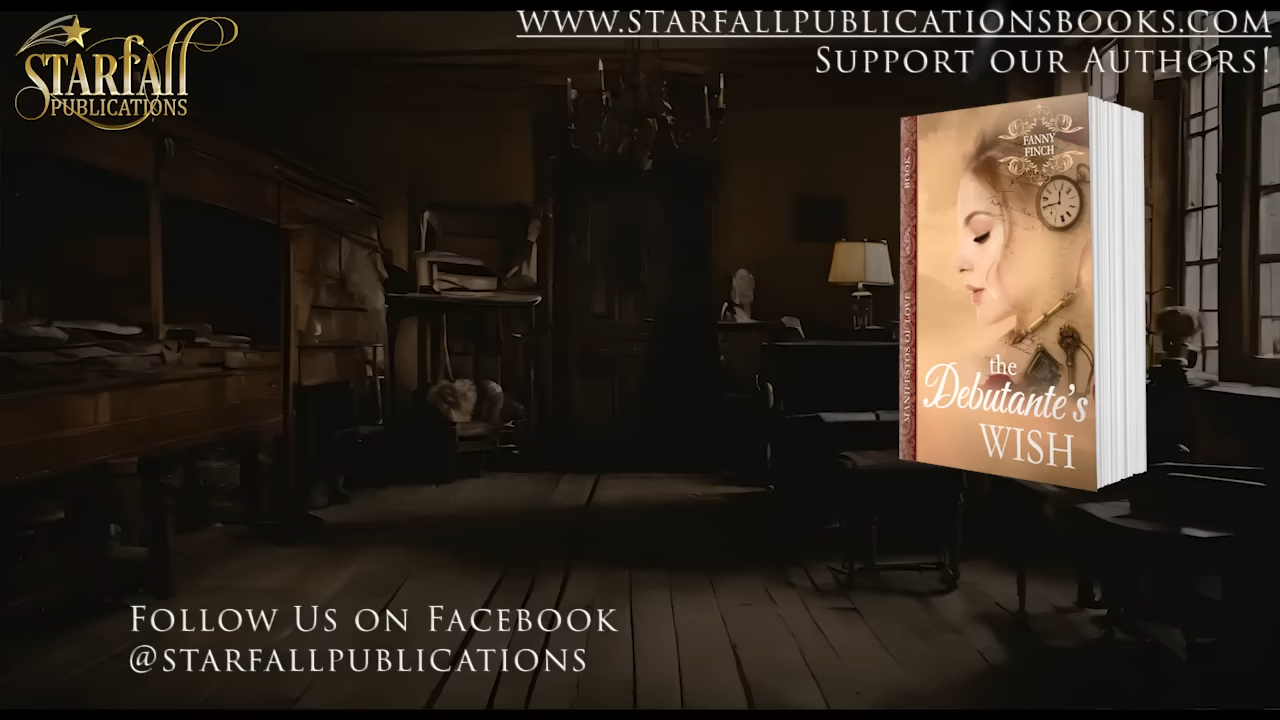 STARfall
PUBLICATIONS
WWW.STARFALLPUBLICATIONSBOOKS.COM
SUPPORT OUR AUTHORS!
FANNY
FINCH
BOOK 3
MANIFESTOS OF LOVE
the
Debutante's
WISH
FOLLOW US ON FACEBOOK
@STARFALLPUBLICATIONS